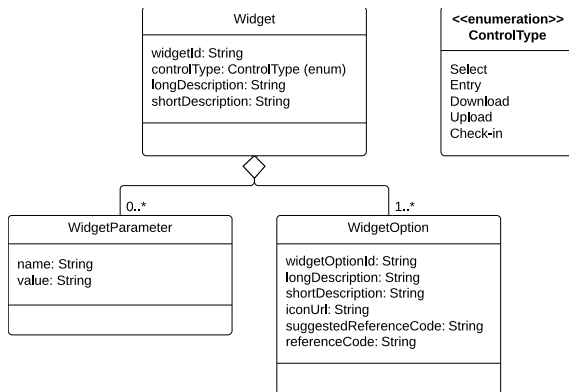 Widget
widgetId: String
controlType: ControlType (enum)
longDescription: String
shortDescription: String
<<enumeration>>
ControlType
Select
Entry
Download
Upload
Check-in
0..*
1..*
WidgetParameter
name: String
value: String
WidgetOption
widgetOptionId: String
longDescription: String
shortDescription: String
iconUrl: String
suggestedReferenceCode: String
referenceCode: String